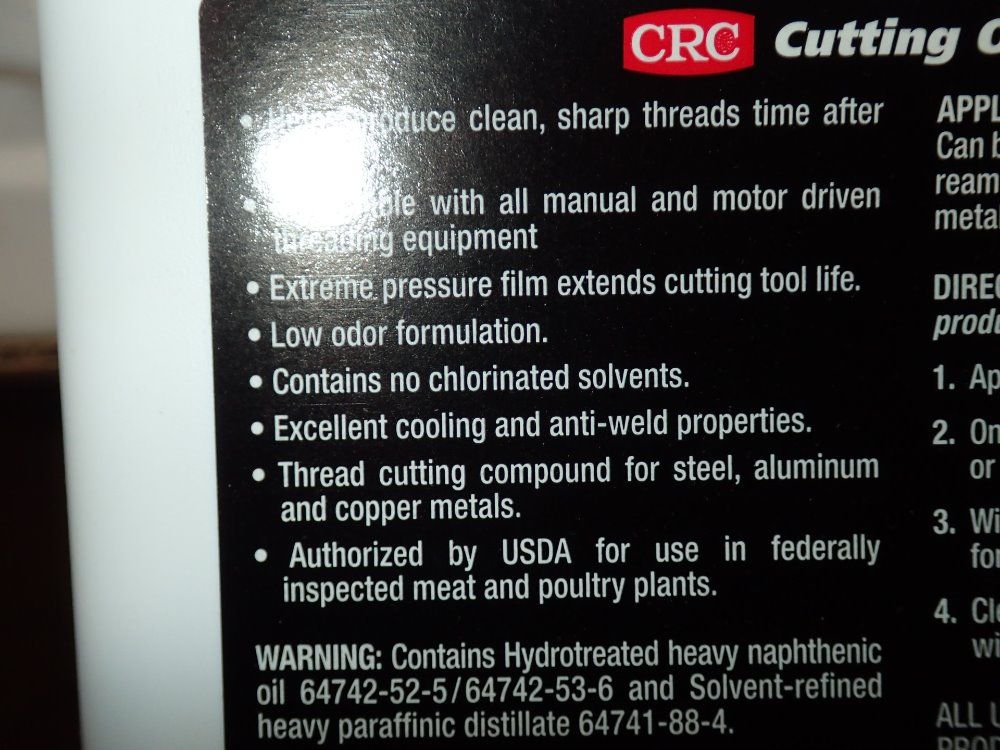 CRC Cutting
clean, sharp threads time after
with all manual and motor driven
threading equipment
• Extreme pressure film extends cutting tool life.
• Low odor formulation.
• Contains no chlorinated solvents.
• Excellent cooling and anti-weld properties.
• Thread cutting compound for steel, aluminum
and copper metals.
• Authorized by USDA for use in federally
inspected meat and poultry plants.
WARNING: Contains Hydrotreated heavy naphthenic
oil 64742-52-5/64742-53-6 and Solvent-refined
heavy paraffinic distillate 64741-88-4.
APPL
Can b
ream
meta
DIREC
produ
1. Ap
2. On
or
3. Wi
for
4. Cle
wi
ALL U
PROD